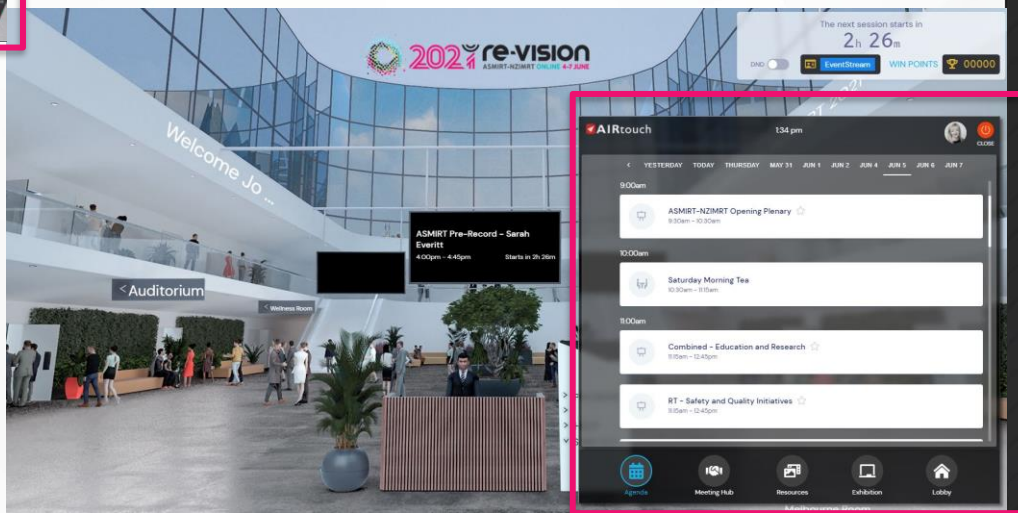 The next session starts in
2h 26m
DND
EventStream
WIN POINTS
00000
2021 re-vision
ASMIRT-NZIMRT ONLINE 4-7 JUNE
Welcome Jo ...
ASMIRT Pre-Record - Sarah
Everitt
4:00pm - 4:45pm Starts in 2h 26m
< Auditorium
< Wellness Room
AIRtouch
1:34 pm
CLOSE
< YESTERDAY TODAY THURSDAY MAY 31 JUN 1 JUN 2 JUN 4 JUN 5 JUN 6 JUN 7
9:00am
ASMIRT-NZIMRT Opening Plenary
9:30am - 10:30am
10:00am
Saturday Morning Tea
10:30am - 11:15am
11:00am
Combined - Education and Research
11:15am - 12:45pm
RT - Safety and Quality Initiatives
11:15am - 12:45pm
Agenda
Meeting Hub
Resources
Exhibition
Lobby
Melbourne Room